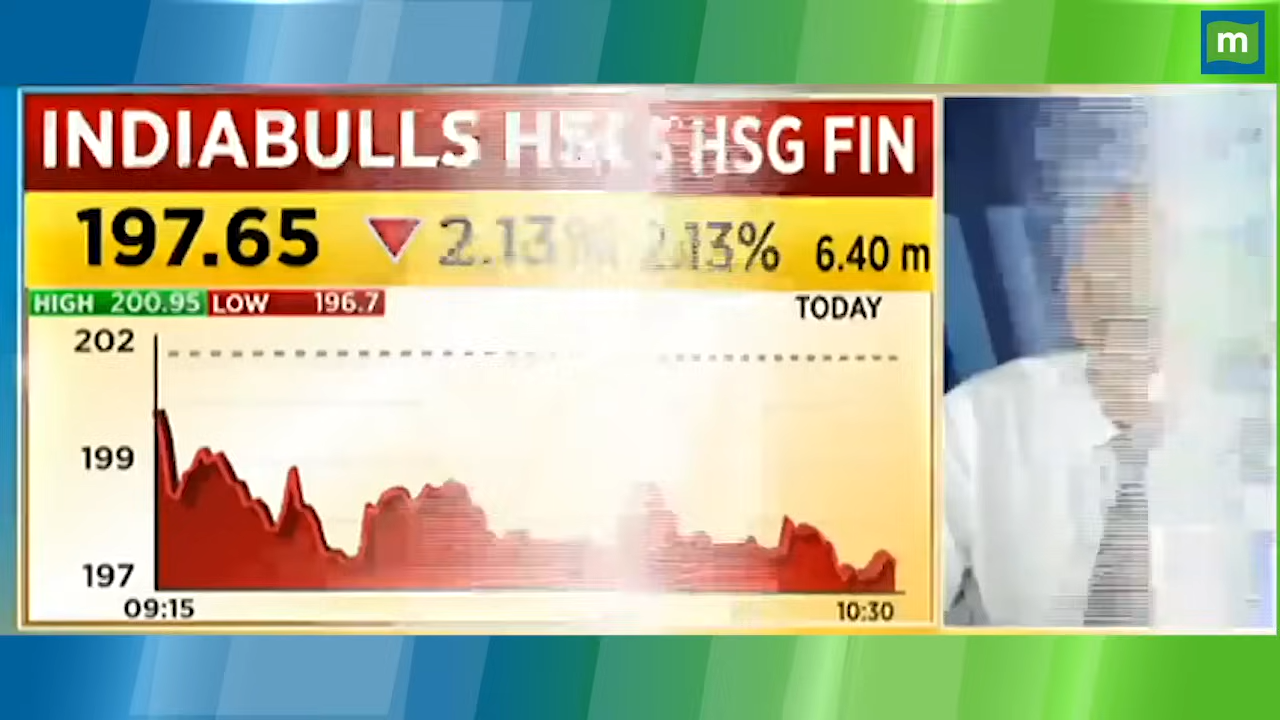 m
INDIABULLS HSG FIN
197.65 2.13% 6.40 m
HIGH 200.95 LOW 196.7
TODAY
202
199
197
09:15 10:30